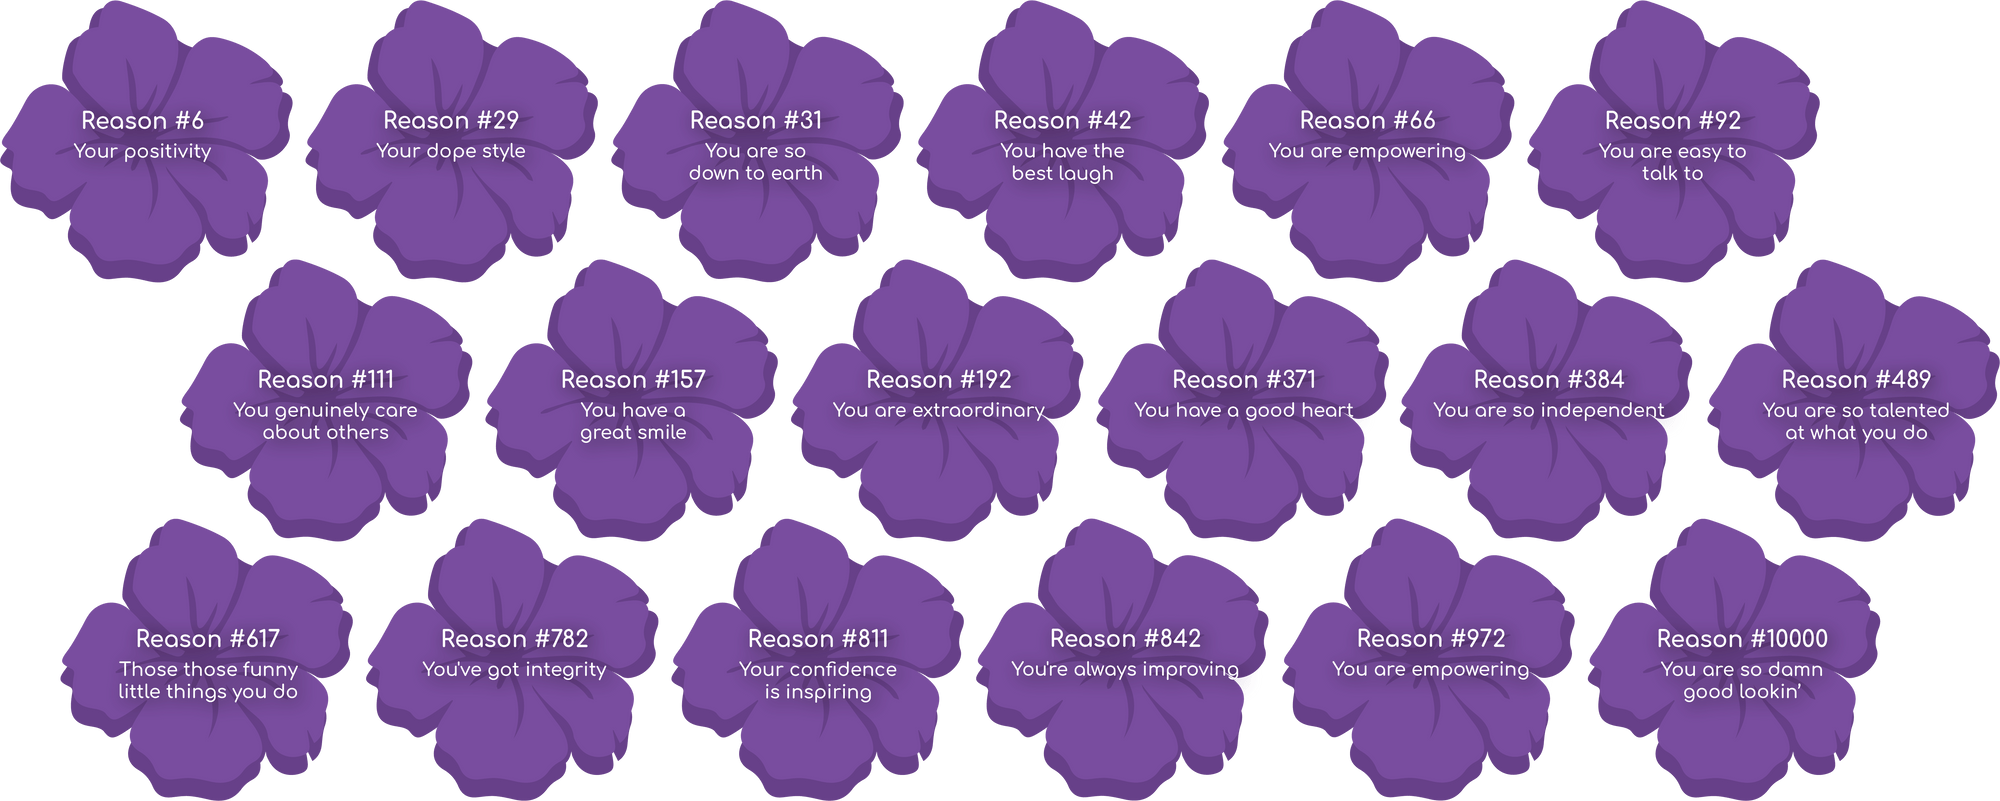 Reason #6
Your positivity
Reason #29
Your dope style
Reason #31
You are so
down to earth
Reason #42
You have the
best laugh
Reason #66
You are empowering
Reason #92
You are easy to
talk to
Reason #111
You genuinely care
about others
Reason #157
You have a
great smile
Reason #192
You are extraordinary
Reason #371
You have a good heart
Reason #384
You are so independent
Reason #489
You are so talented
at what you do
Reason #617
Those those funny
little things you do
Reason #782
You've got integrity
Reason #811
Your confidence
is inspiring
Reason #842
You're always improving
Reason #972
You are empowering
Reason #10000
You are so damn
good lookin'